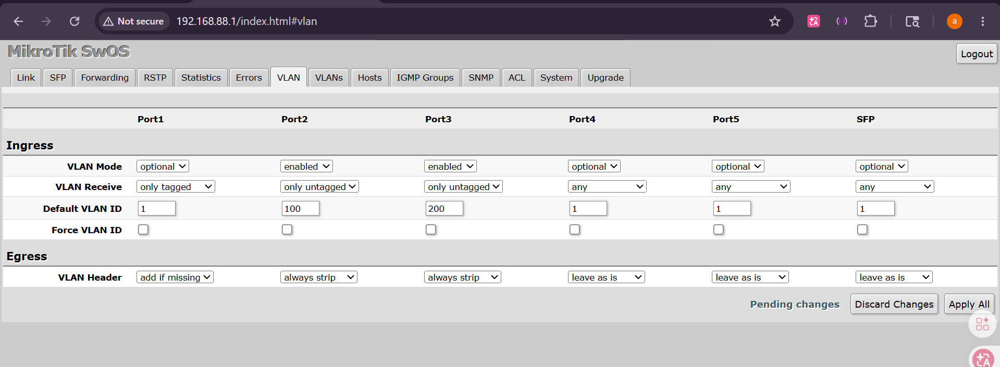 Not secure 192.168.88.1/index.html#vlan a
MikroTik SwOS
Logout
Link SFP Forwarding RSTP Statistics Errors VLAN VLANs Hosts IGMP Groups SNMP ACL System Upgrade
Port1 Port2 Port3 Port4 Port5 SFP
Ingress
VLAN Mode optional enabled enabled optional optional optional
VLAN Receive only tagged only untagged only untagged any any any
Default VLAN ID 1 100 200 1 1 1
Force VLAN ID
Egress
VLAN Header add if missing always strip always strip leave as is leave as is leave as is
Pending changes Discard Changes Apply All